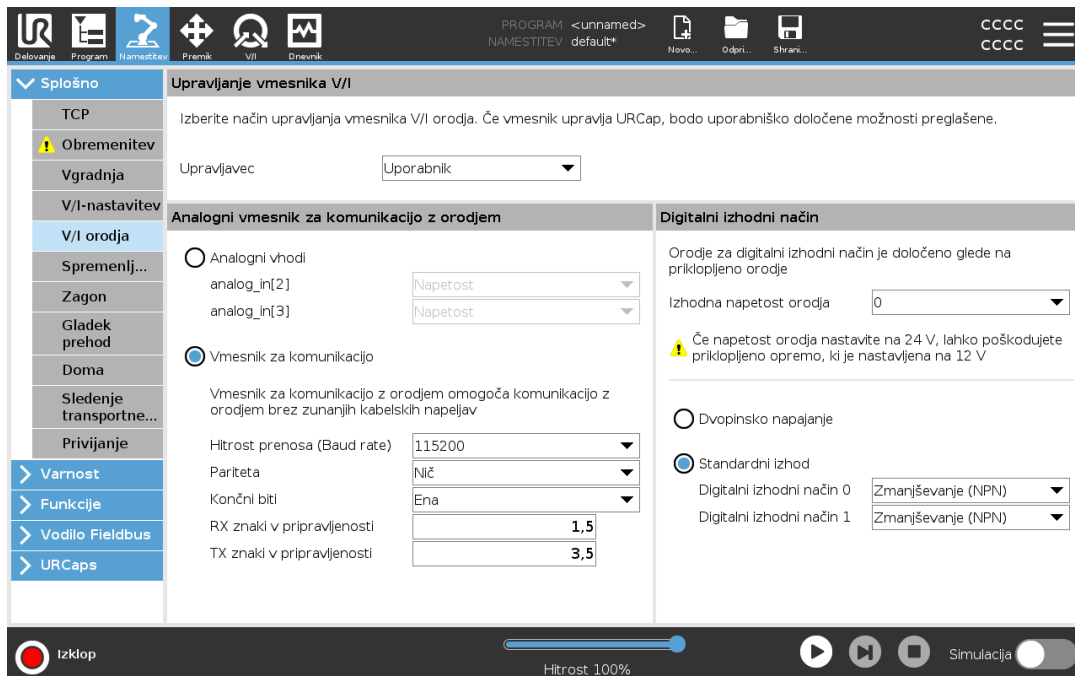 PROGRAM <unnamed>
NAMESTITEV default*
Delovanje
Program
Namestitev
Premik
V/I
Dnevnik
Novo...
Odpri...
Shrani...
CCCC
CCCC
Splošno
TCP
Obremenitev
Vgradnja
V/I-nastavitev
V/I orodja
Spremenlj...
Zagon
Gladek
prehod
Doma
Sledenje
transportne...
Privijanje
Varnost
Funkcije
Vodilo Fieldbus
URCaps
Upravljanje vmesnika V/I
Izberite način upravljanja vmesnika V/I orodja. Če vmesnik upravlja URCap, bodo uporabniško določene možnosti preglašene.
Upravljavec Uporabnik
Analogni vmesnik za komunikacijo z orodjem
Analogni vhodi
analog_in[2] Napetost
analog_in[3] Napetost
Vmesnik za komunikacijo
Vmesnik za komunikacijo z orodjem omogoča komunikacijo z
orodjem brez zunanjih kabelskih napeljav
Hitrost prenosa (Baud rate) 115200
Pariteta Nič
Končni biti Ena
RX znaki v pripravljenosti 1,5
TX znaki v pripravljenosti 3,5
Digitalni izhodni način
Orodje za digitalni izhodni način je določeno glede na
priklopljeno orodje
Izhodna napetost orodja 0
Če napetost orodja nastavite na 24 V, lahko poškodujete
priklopljeno opremo, ki je nastavljena na 12 V
Dvopinsko napajanje
Standardni izhod
Digitalni izhodni način 0 Zmanjševanje (NPN)
Digitalni izhodni način 1 Zmanjševanje (NPN)
Izklop
Hitrost 100%
Simulacija